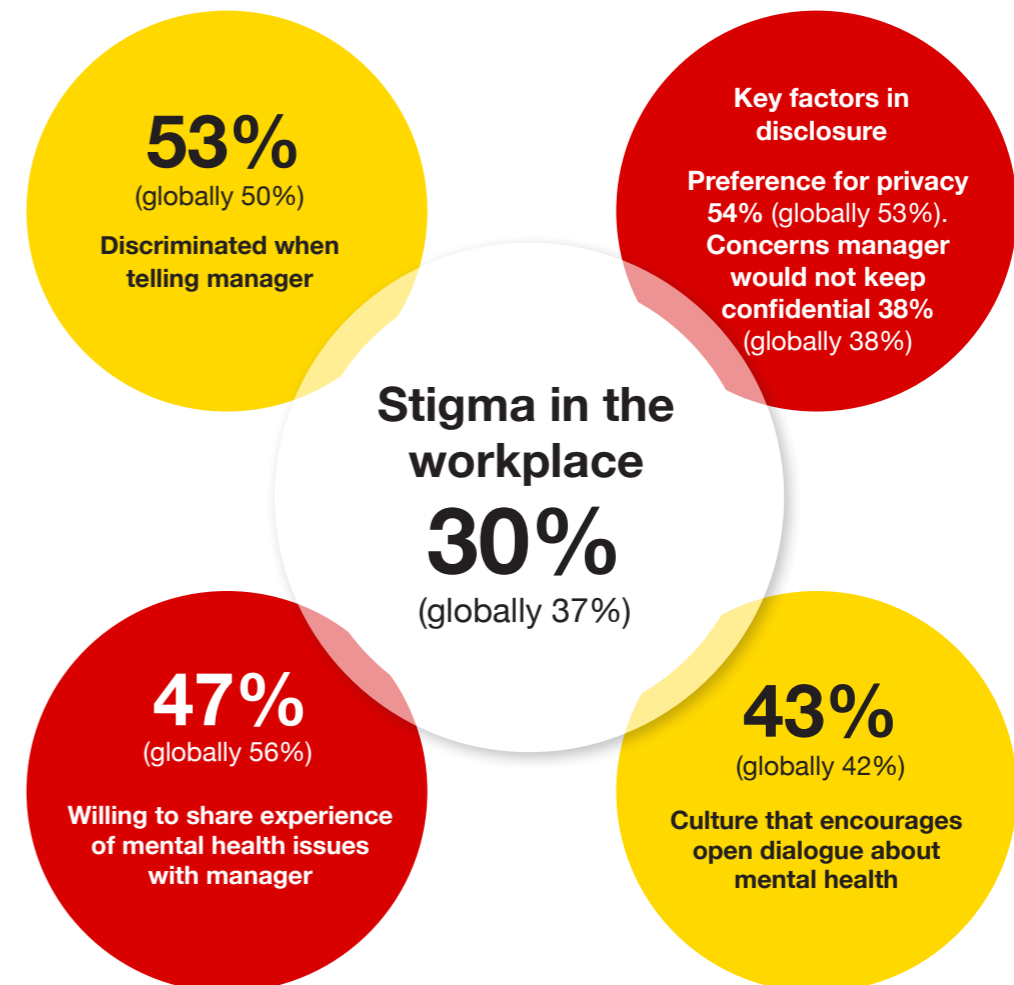 53%
(globally 50%)
Discriminated when
telling manager
Key factors in
disclosure
Preference for privacy
54% (globally 53%).
Concerns manager
would not keep
confidential 38%
(globally 38%)
Stigma in the
workplace
30%
(globally 37%)
47%
(globally 56%)
Willing to share experience
of mental health issues
with manager
43%
(globally 42%)
Culture that encourages
open dialogue about
mental health